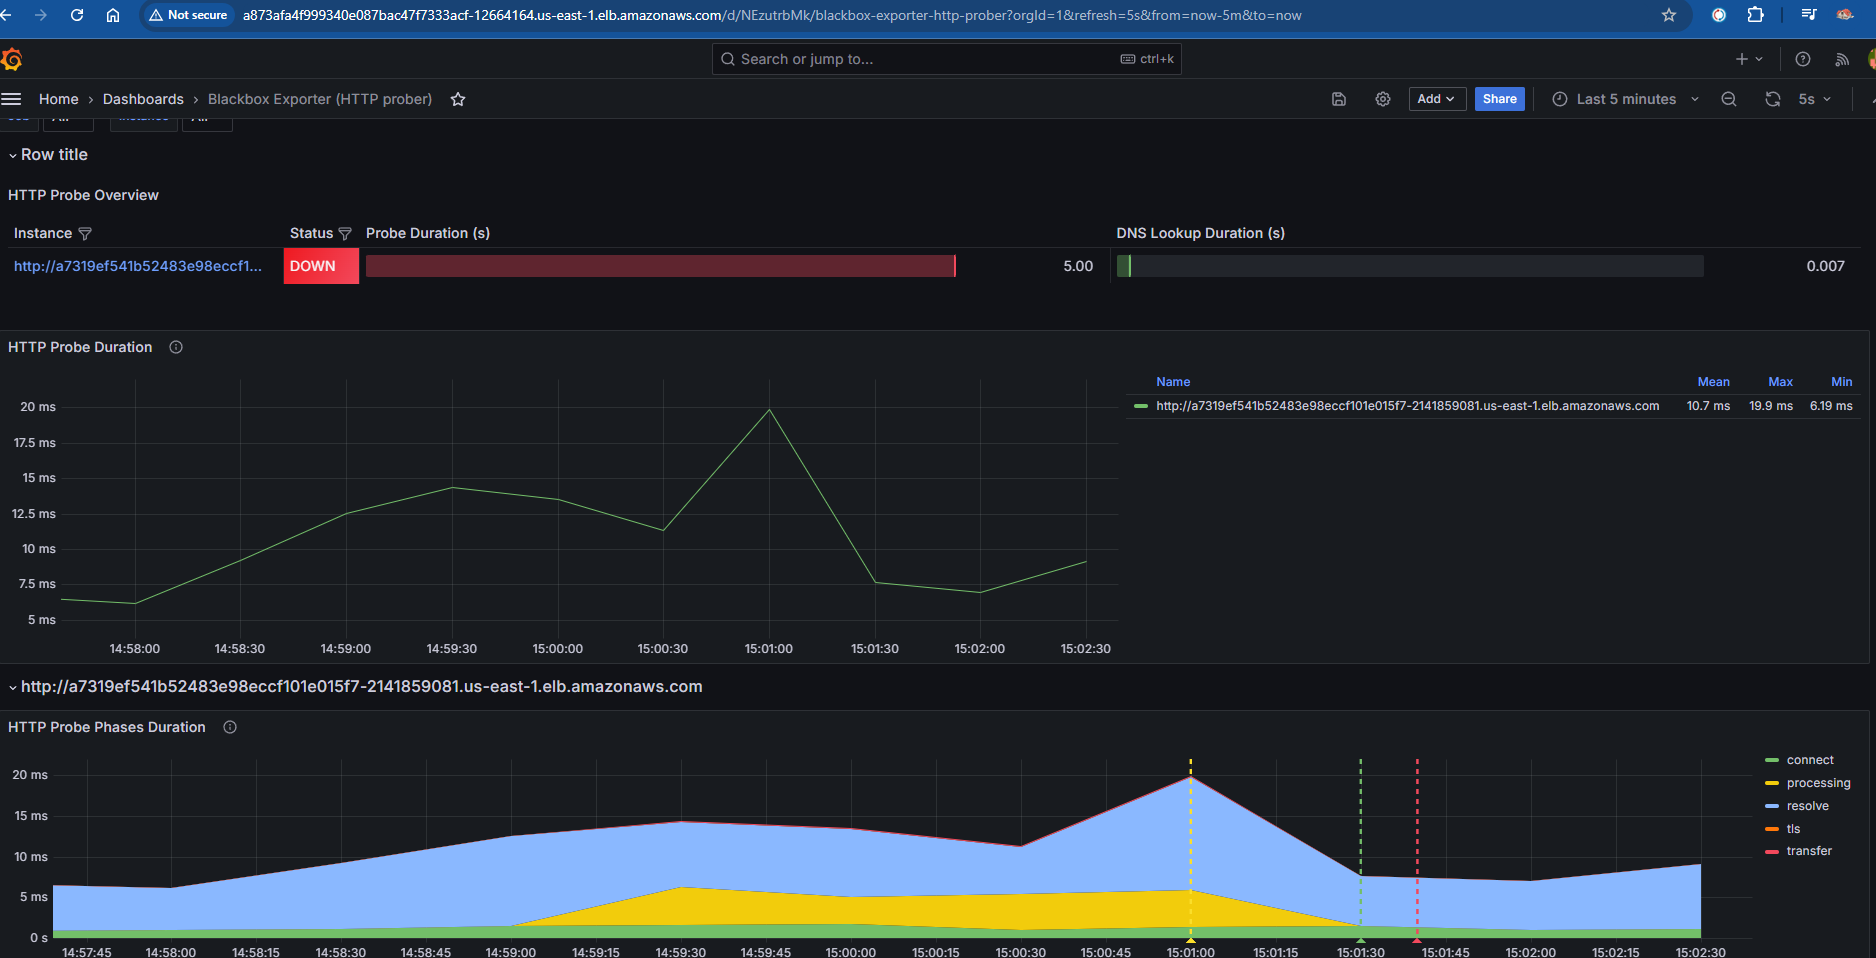 Not secure a873afa4f999340e087bac47f7333acf-12664164.us-east-1.elb.amazonaws.com/d/NEzutrbMk/blackbox-exporter-http-prober?orgId=1&refresh=5s&from=now-5m&to=now
Search or jump to... ctrl+k
Home › Dashboards › Blackbox Exporter (HTTP prober) Add Share Last 5 minutes 5s
Row title
HTTP Probe Overview
Instance Status Probe Duration (s) DNS Lookup Duration (s)
http://a7319ef541b52483e98eccf1... DOWN 5.00 0.007
HTTP Probe Duration
Name Mean Max Min
http://a7319ef541b52483e98eccf101e015f7-2141859081.us-east-1.elb.amazonaws.com 10.7 ms 19.9 ms 6.19 ms
20 ms
17.5 ms
15 ms
12.5 ms
10 ms
7.5 ms
5 ms
14:58:00 14:58:30 14:59:00 14:59:30 15:00:00 15:00:30 15:01:00 15:01:30 15:02:00 15:02:30
http://a7319ef541b52483e98eccf101e015f7-2141859081.us-east-1.elb.amazonaws.com
HTTP Probe Phases Duration
20 ms
15 ms
10 ms
5 ms
0 s
connect
processing
resolve
tls
transfer
14:57:45 14:58:00 14:58:15 14:58:30 14:58:45 14:59:00 14:59:15 14:59:30 14:59:45 15:00:00 15:00:15 15:00:30 15:00:45 15:01:00 15:01:15 15:01:30 15:01:45 15:02:00 15:02:15 15:02:30